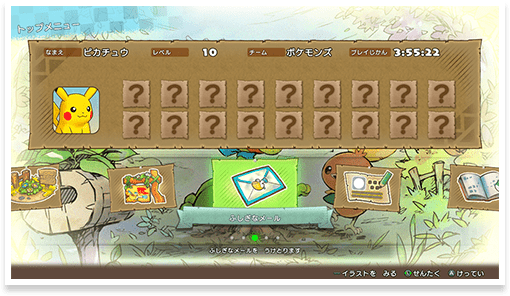 トップメニュー
なまえ ピカチュウ レベル 10 チーム ポケモンズ プレイじかん 3:55:22
? ? ? ? ? ? ? ? ?
? ? ? ? ? ? ? ? ?
ふしぎなメール
ふしぎなメールを うけとります。
イラストを みる せんたく けってい